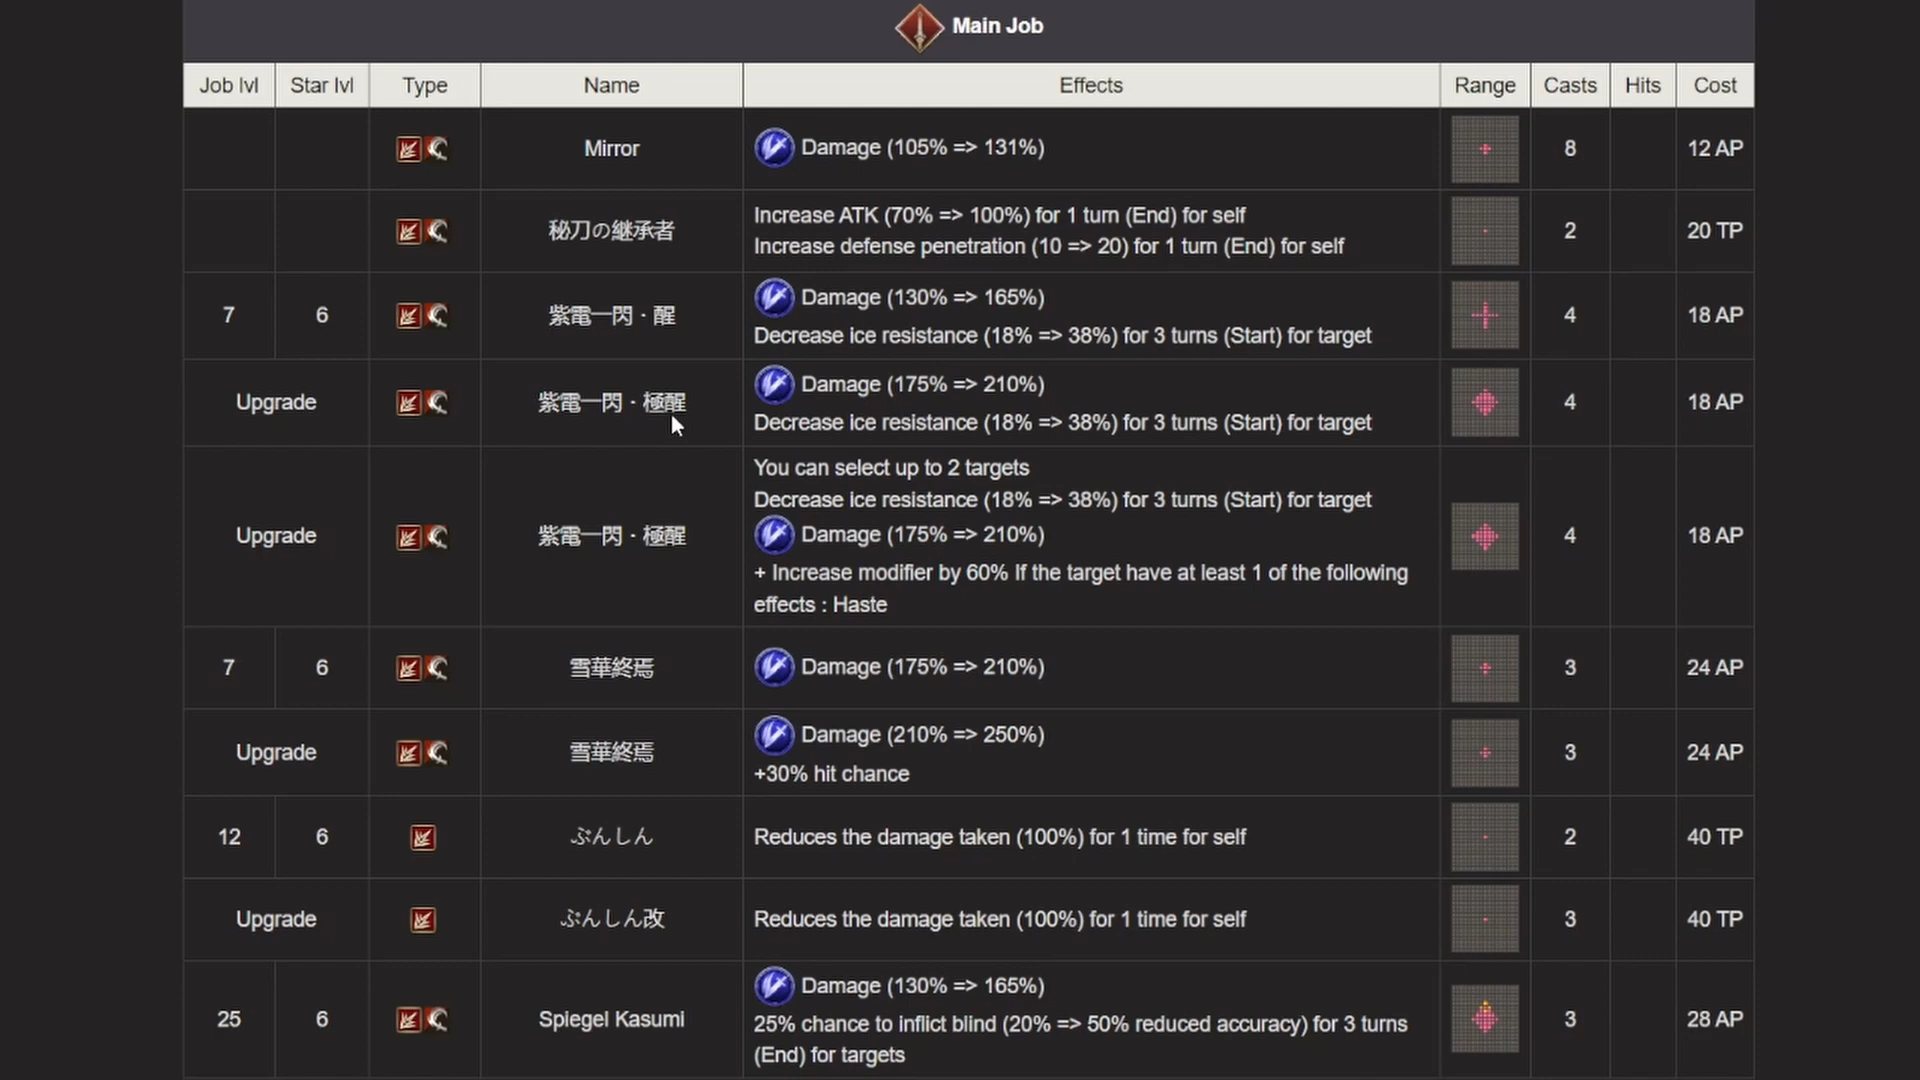 Main Job
Job lvl Star lvl Type Name Effects Range Casts Hits Cost
Mirror Damage (105% => 131%) 8 12 AP
秘刀の継承者 Increase ATK (70% => 100%) for 1 turn (End) for self
Increase defense penetration (10 => 20) for 1 turn (End) for self 2 20 TP
7 6 紫電一閃・醒 Damage (130% => 165%)
Decrease ice resistance (18% => 38%) for 3 turns (Start) for target 4 18 AP
Upgrade 紫電一閃・極醒 Damage (175% => 210%)
Decrease ice resistance (18% => 38%) for 3 turns (Start) for target 4 18 AP
Upgrade 紫電一閃・極醒 You can select up to 2 targets
Decrease ice resistance (18% => 38%) for 3 turns (Start) for target
Damage (175% => 210%)
+ Increase modifier by 60% If the target have at least 1 of the following
effects : Haste 4 18 AP
7 6 雪華終焉 Damage (175% => 210%) 3 24 AP
Upgrade 雪華終焉 Damage (210% => 250%)
+30% hit chance 3 24 AP
12 6 ぶんしん Reduces the damage taken (100%) for 1 time for self 2 40 TP
Upgrade ぶんしん改 Reduces the damage taken (100%) for 1 time for self 3 40 TP
25 6 Spiegel Kasumi Damage (130% => 165%)
25% chance to inflict blind (20% => 50% reduced accuracy) for 3 turns
(End) for targets 3 28 AP